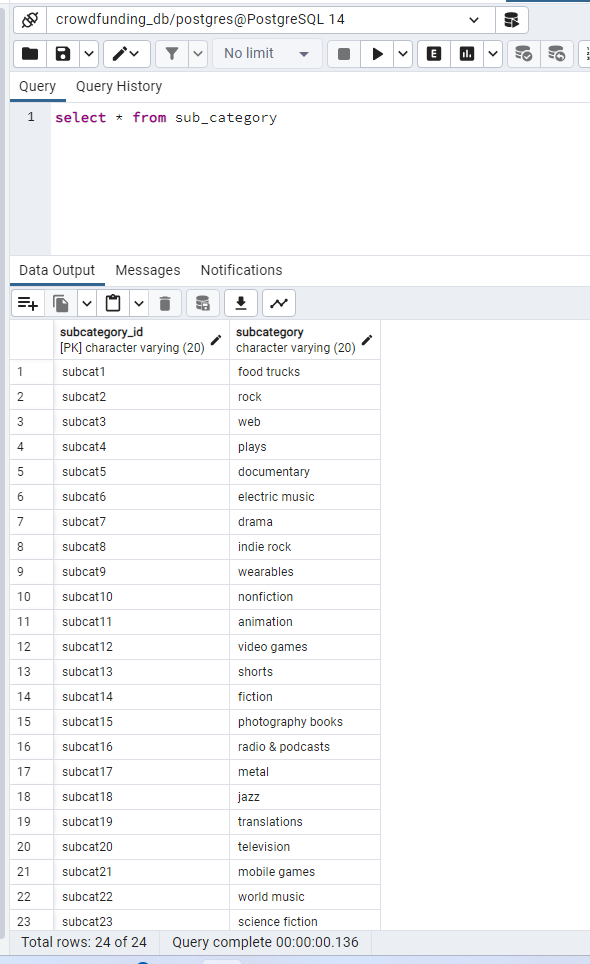 crowdfunding_db/postgres@PostgreSQL 14
No limit
E
Query Query History
1 select * from sub_category
Data Output Messages Notifications
subcategory_id subcategory
[PK] character varying (20) character varying (20)
1 subcat1 food trucks
2 subcat2 rock
3 subcat3 web
4 subcat4 plays
5 subcat5 documentary
6 subcat6 electric music
7 subcat7 drama
8 subcat8 indie rock
9 subcat9 wearables
10 subcat10 nonfiction
11 subcat11 animation
12 subcat12 video games
13 subcat13 shorts
14 subcat14 fiction
15 subcat15 photography books
16 subcat16 radio & podcasts
17 subcat17 metal
18 subcat18 jazz
19 subcat19 translations
20 subcat20 television
21 subcat21 mobile games
22 subcat22 world music
23 subcat23 science fiction
Total rows: 24 of 24 Query complete 00:00:00.136